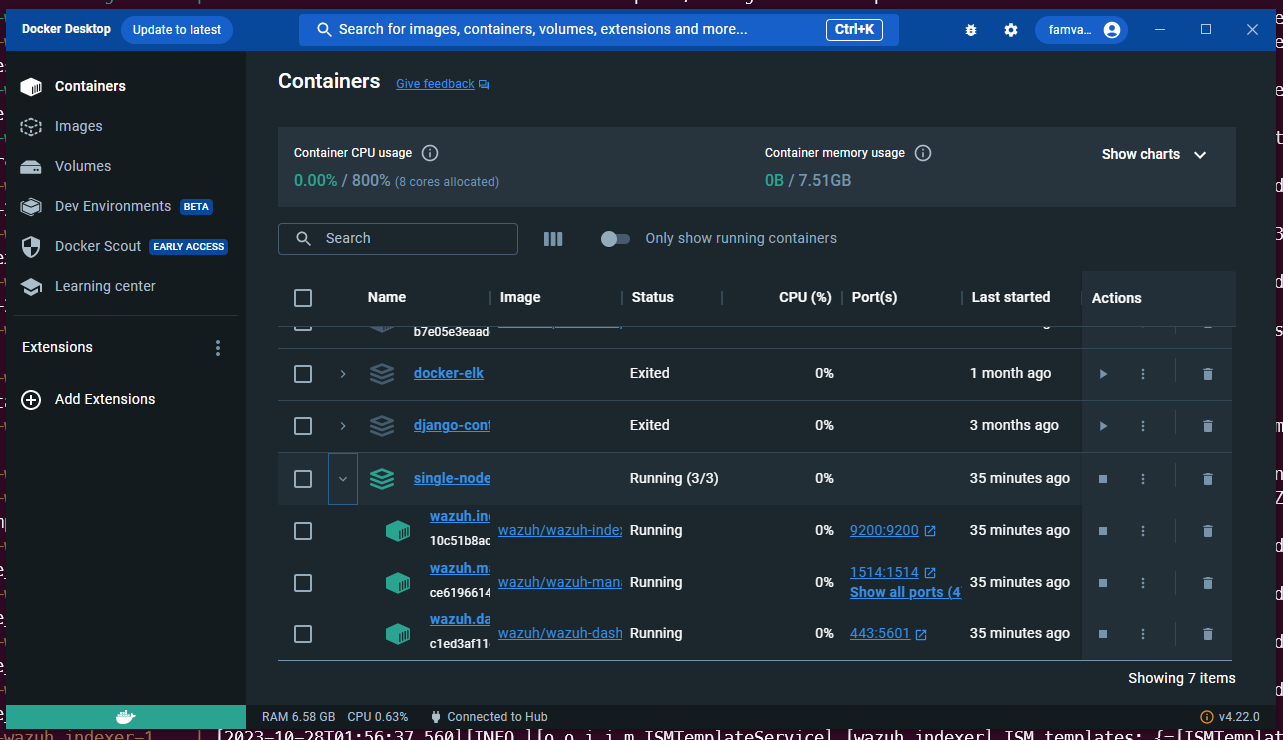 Docker Desktop Update to latest Search for images, containers, volumes, extensions and more... Ctrl+K famva...
Containers
Images
Volumes
Dev Environments BETA
Docker Scout EARLY ACCESS
Learning center
Extensions
Add Extensions
Containers Give feedback
Container CPU usage
0.00% / 800% (8 cores allocated)
Container memory usage
0B / 7.51GB
Show charts
Search Only show running containers
Name Image Status CPU (%) Port(s) Last started Actions
b7e05e3eaad
docker-elk Exited 0% 1 month ago
django-cont Exited 0% 3 months ago
single-node Running (3/3) 0% 35 minutes ago
wazuh.in
10c51b8ac
wazuh/wazuh-inde Running 0% 9200:9200 35 minutes ago
wazuh.m
ce6196614
wazuh/wazuh-man Running 0% 1514:1514
Show all ports (4 35 minutes ago
wazuh.da
c1ed3af11
wazuh/wazuh-dash Running 0% 443:5601 35 minutes ago
Showing 7 items
RAM 6.58 GB CPU 0.63% Connected to Hub v4.22.0
-wazuh.indexer-1 | [2023-10-28T01:56:37,560][INFO ][o.o.i.i.m.ISMTemplateService] [wazuh.indexer] ISM templates: {=[ISMTemplat